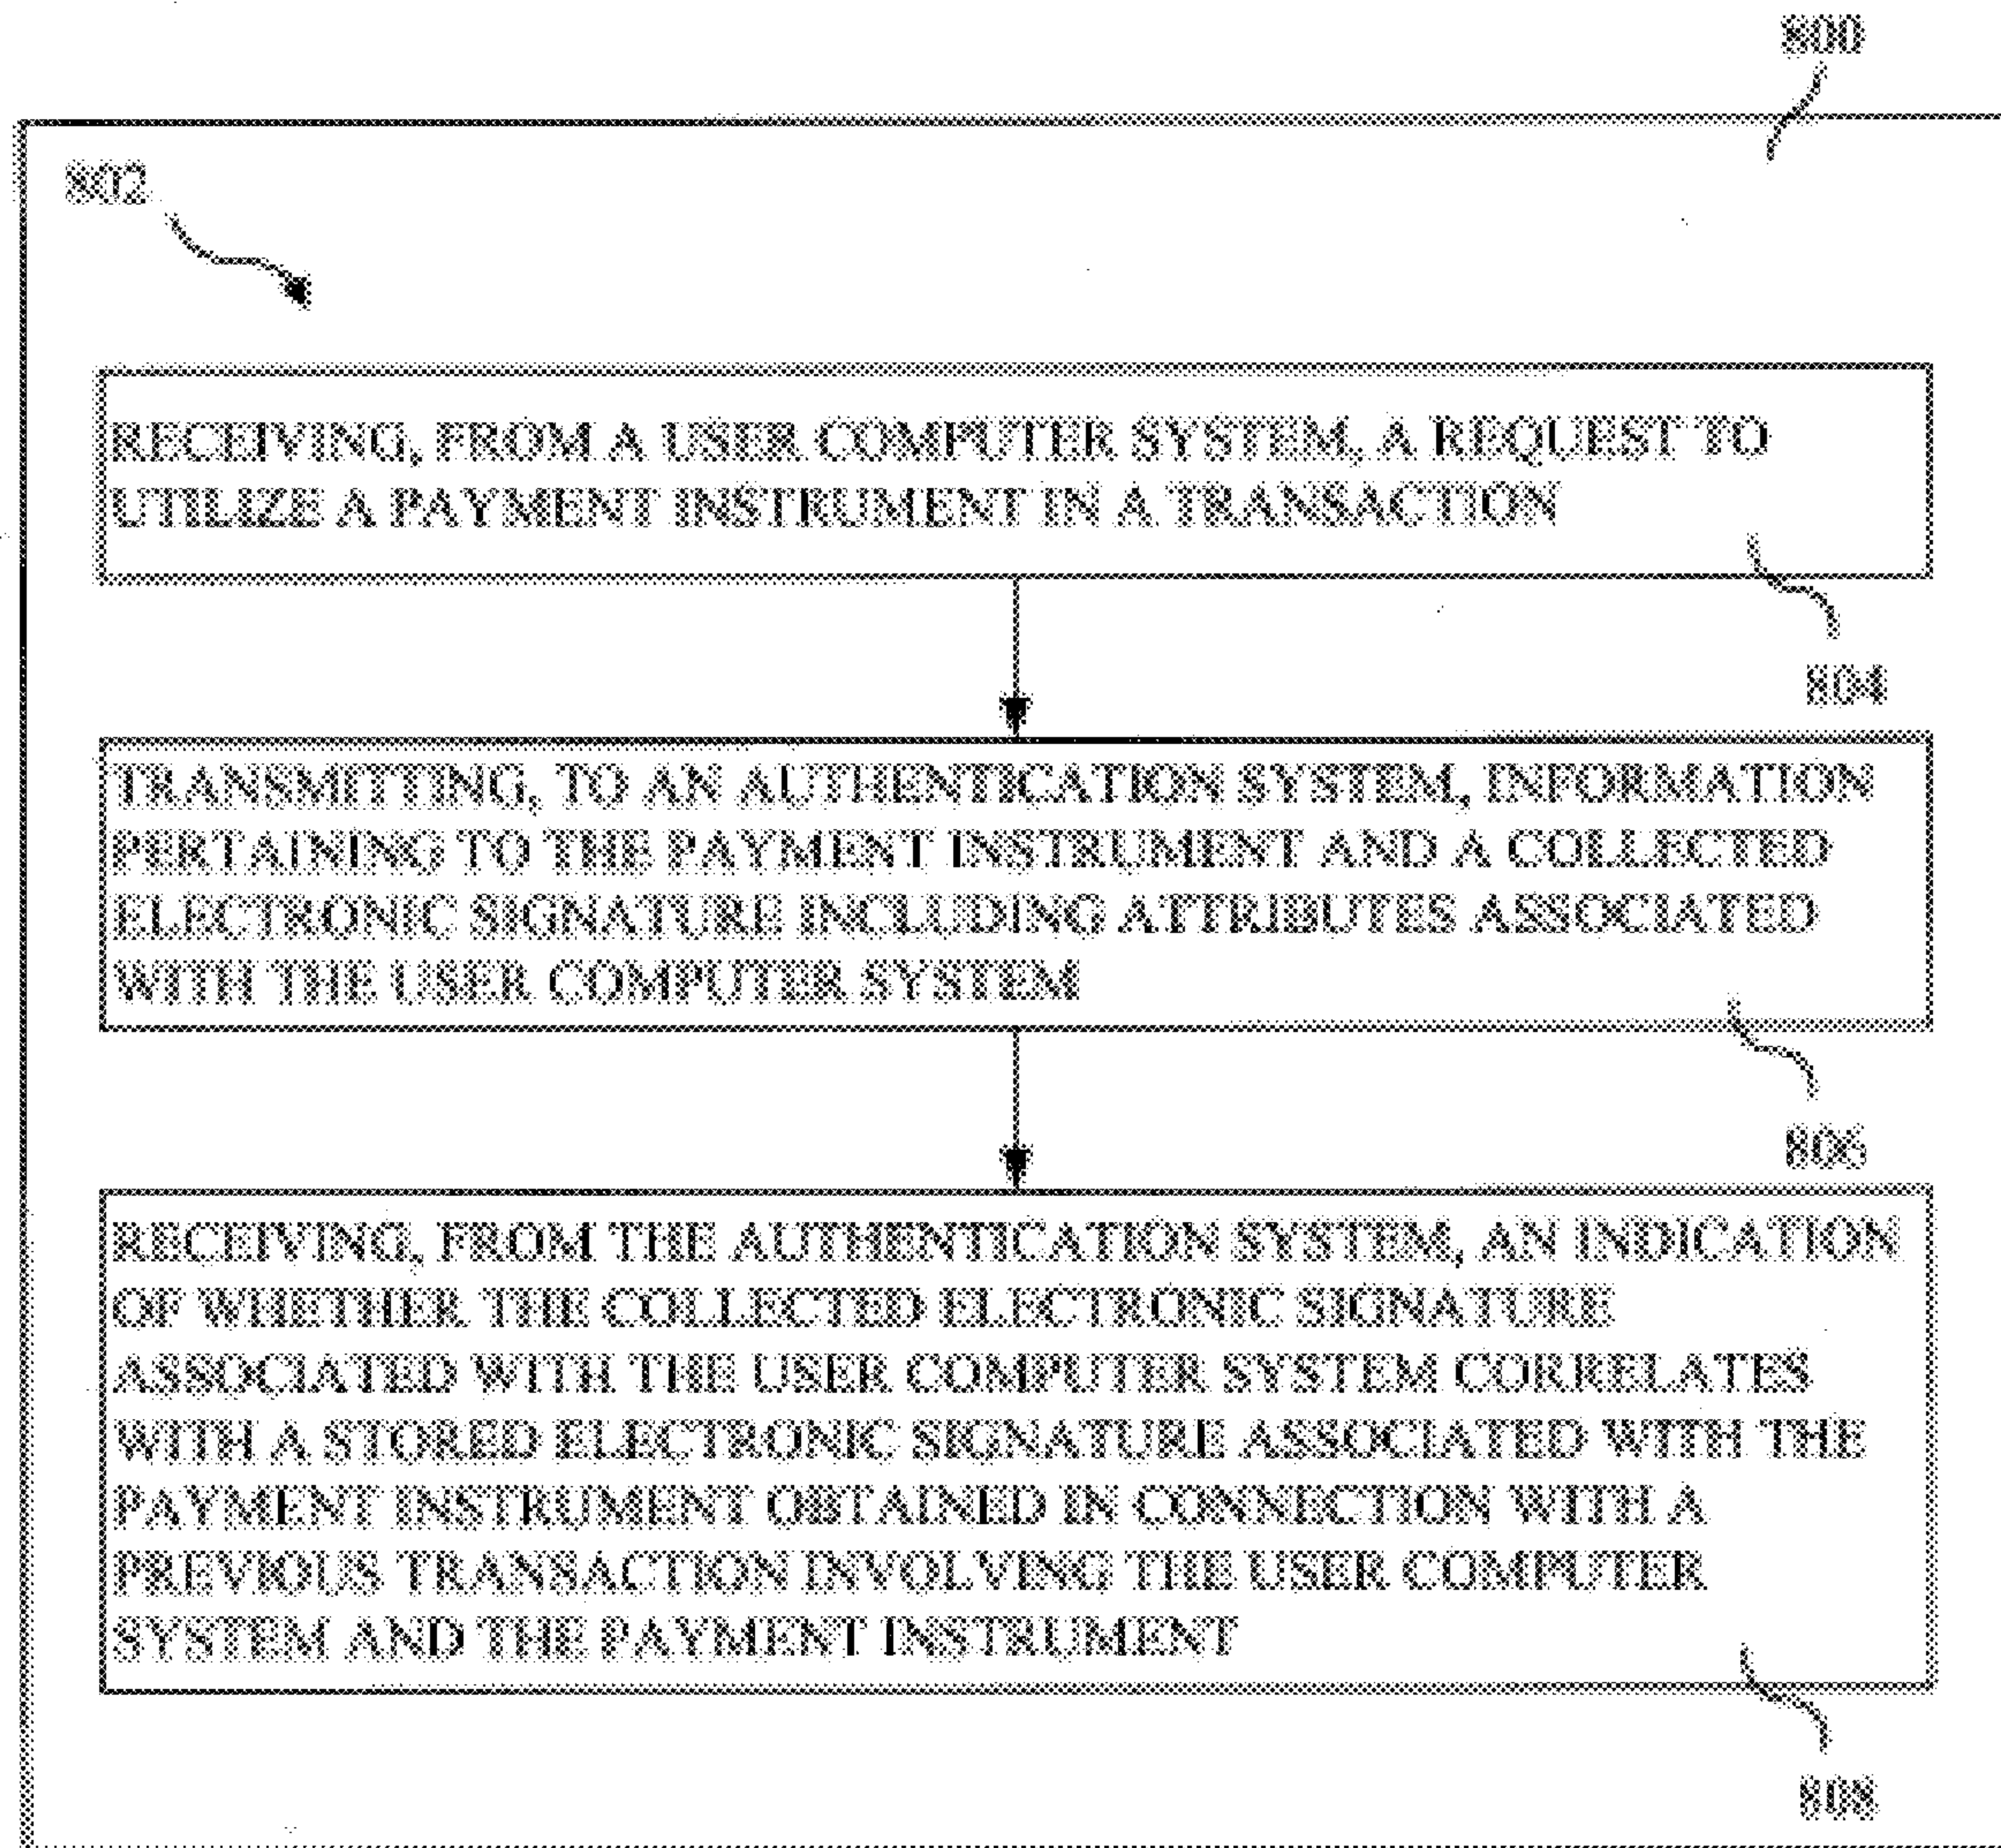 800
802
RECEIVING, FROM A USER COMPUTER SYSTEM, A REQUEST TO
UTILIZE A PAYMENT INSTRUMENT IN A TRANSACTION
804
TRANSMITTING, TO AN AUTHENTICATION SYSTEM, INFORMATION
PERTAINING TO THE PAYMENT INSTRUMENT AND A COLLECTED
ELECTRONIC SIGNATURE INCLUDING ATTRIBUTES ASSOCIATED
WITH THE USER COMPUTER SYSTEM
806
RECEIVING, FROM THE AUTHENTICATION SYSTEM, AN INDICATION
OF WHETHER THE COLLECTED ELECTRONIC SIGNATURE
ASSOCIATED WITH THE USER COMPUTER SYSTEM CORRELATES
WITH A STORED ELECTRONIC SIGNATURE ASSOCIATED WITH THE
PAYMENT INSTRUMENT OBTAINED IN CONNECTION WITH A
PREVIOUS TRANSACTION INVOLVING THE USER COMPUTER
SYSTEM AND THE PAYMENT INSTRUMENT
808